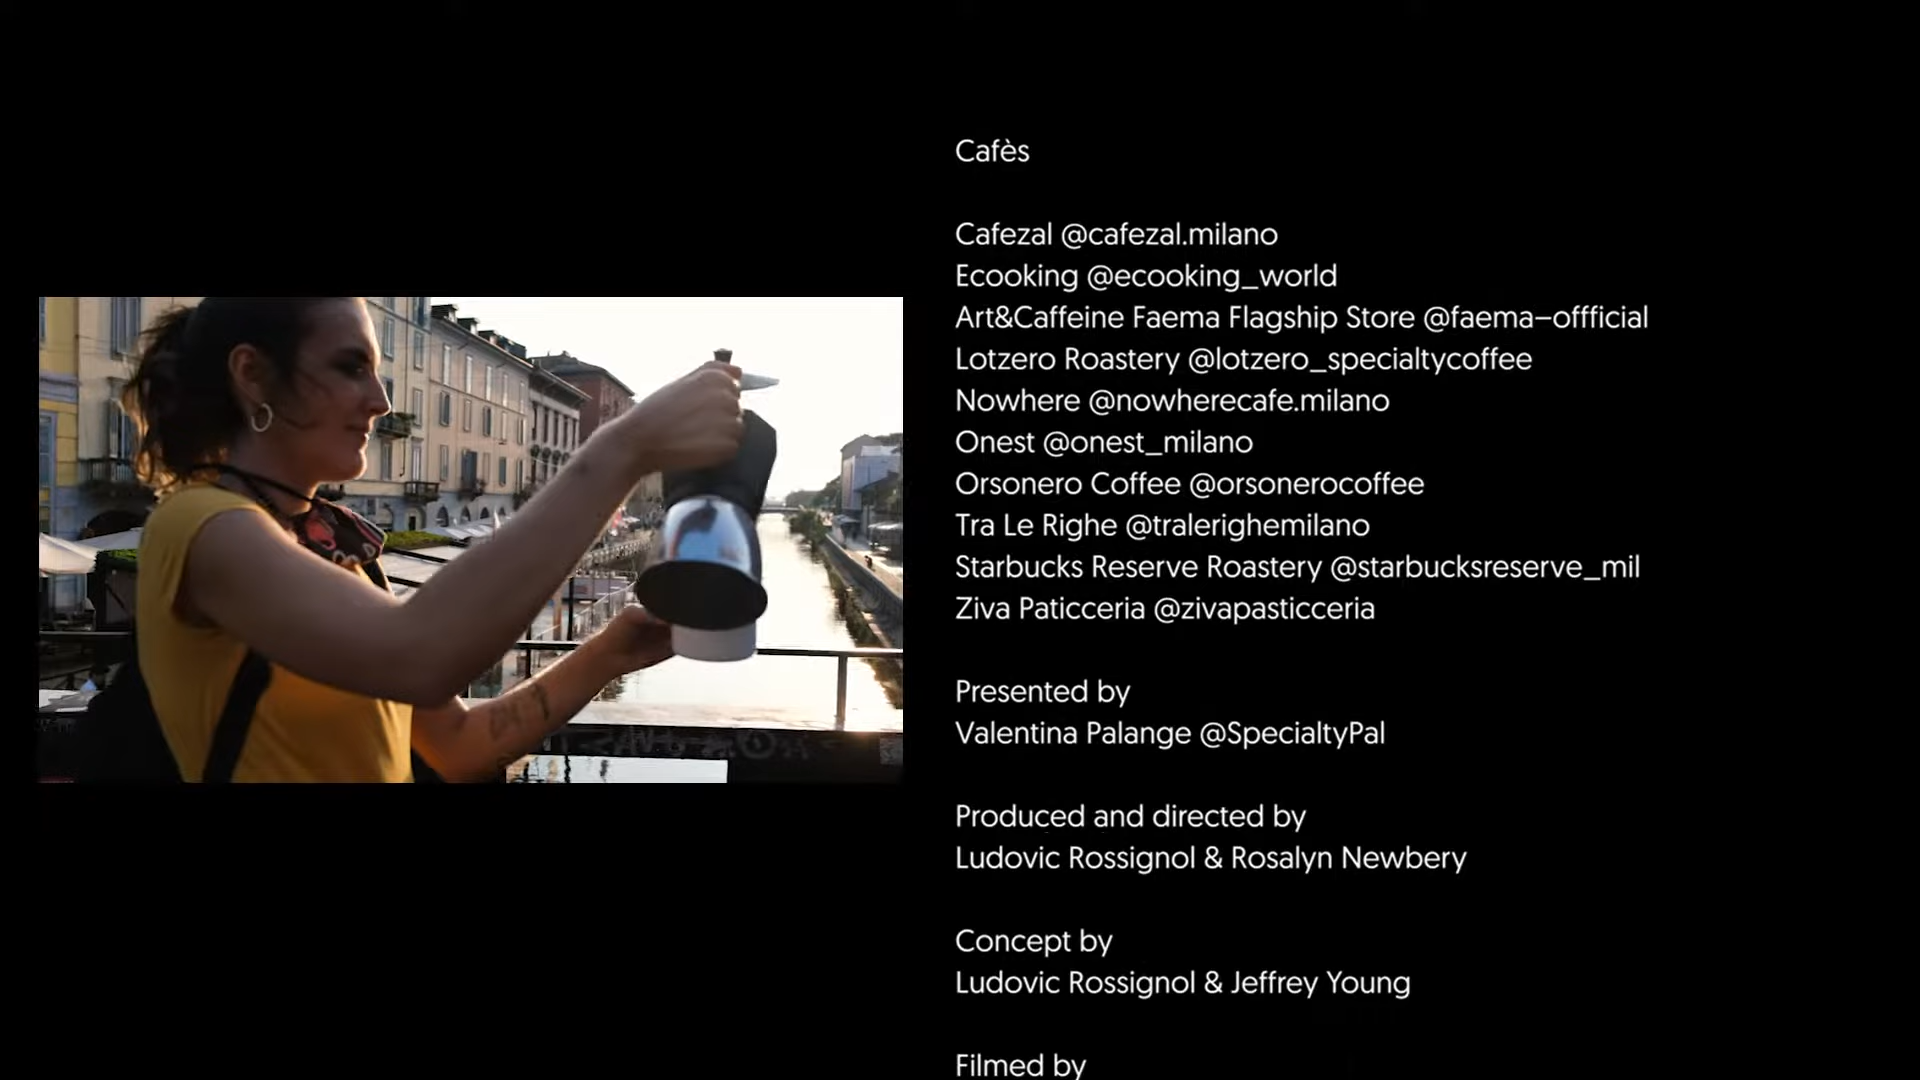 Cafès
Cafezal @cafezal.milano
Ecooking @ecooking_world
Art&Caffeine Faema Flagship Store @faema–offficial
Lotzero Roastery @lotzero_specialtycoffee
Nowhere @nowherecafe.milano
Onest @onest_milano
Orsonero Coffee @orsonerocoffee
Tra Le Righe @tralerighemilano
Starbucks Reserve Roastery @starbucksreserve_mil
Ziva Paticceria @zivapasticceria
Presented by
Valentina Palange @SpecialtyPal
Produced and directed by
Ludovic Rossignol & Rosalyn Newbery
Concept by
Ludovic Rossignol & Jeffrey Young
Filmed by